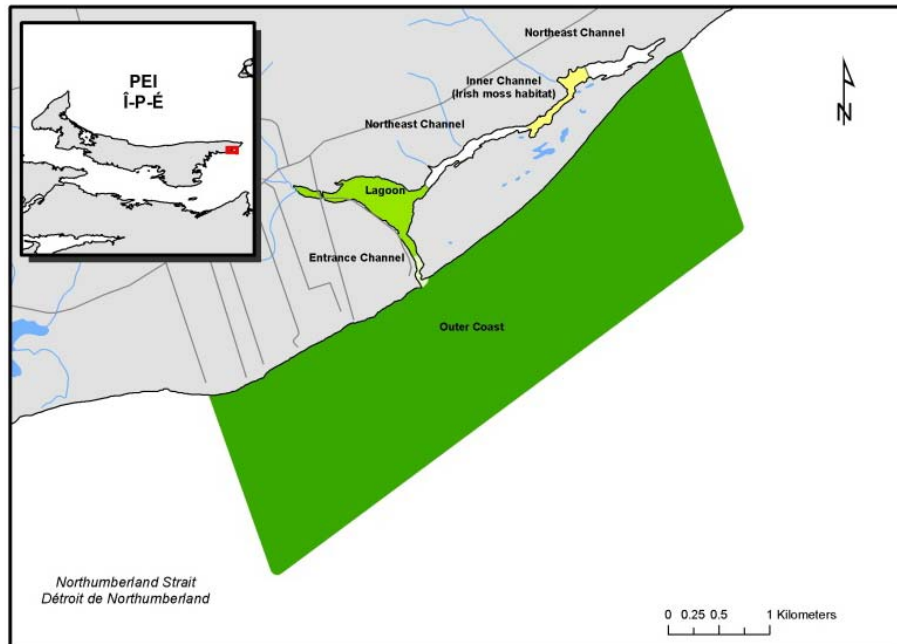 PEI
Î-P-É
Northeast Channel
Inner Channel
(Irish moss habitat)
N
Northeast Channel
Lagoon
Entrance Channel
Outer Coast
Northumberland Strait
Détroit de Northumberland
0 0.25 0.5 1 Kilometers